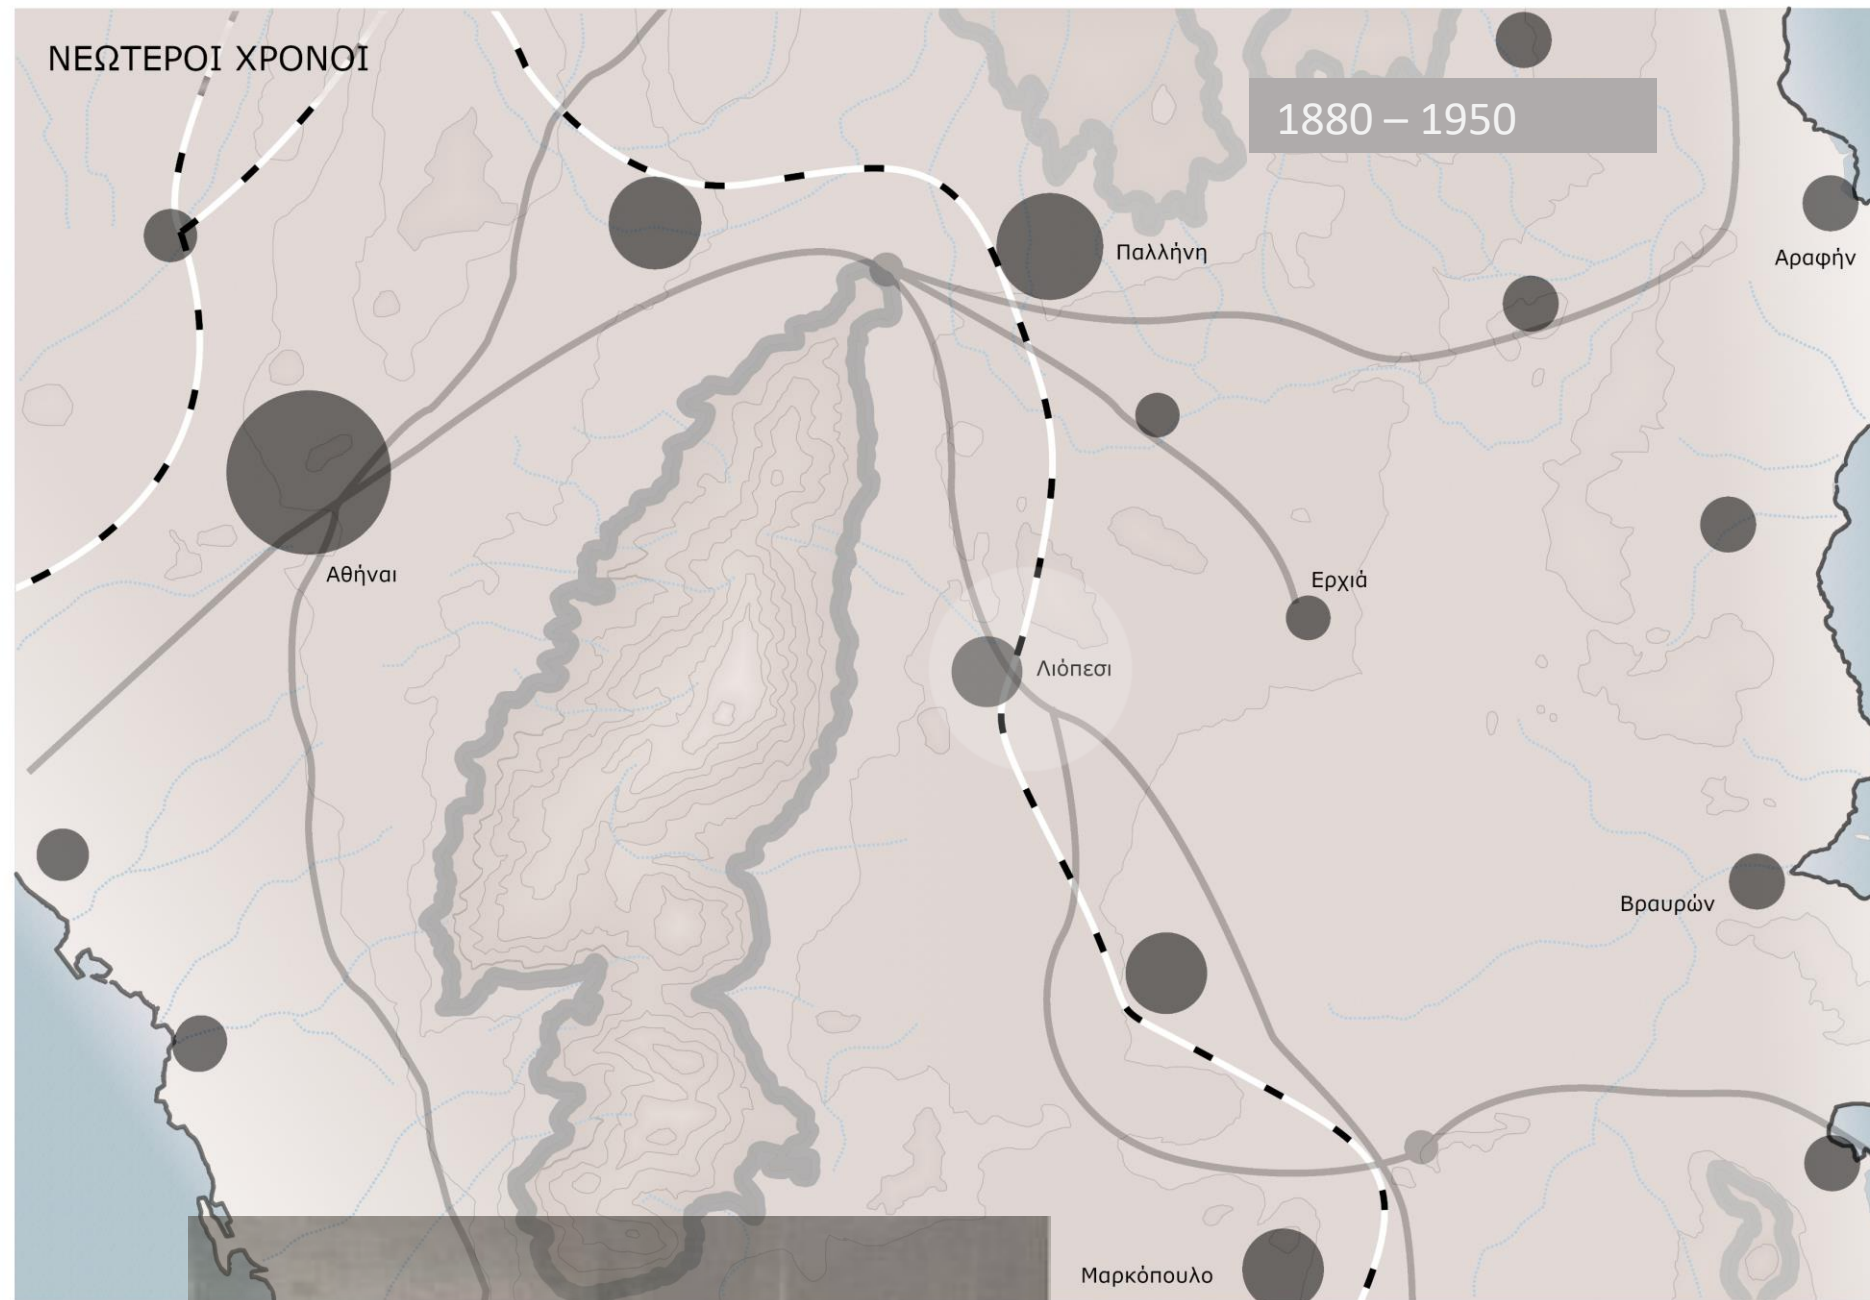 ΝΕΩΤΕΡΟΙ ΧΡΟΝΟΙ
1880 – 1950
Παλλήνη
Αραφήν
Αθήναι
Ερχιά
Λιόπεσι
Βραυρών
Μαρκόπουλο